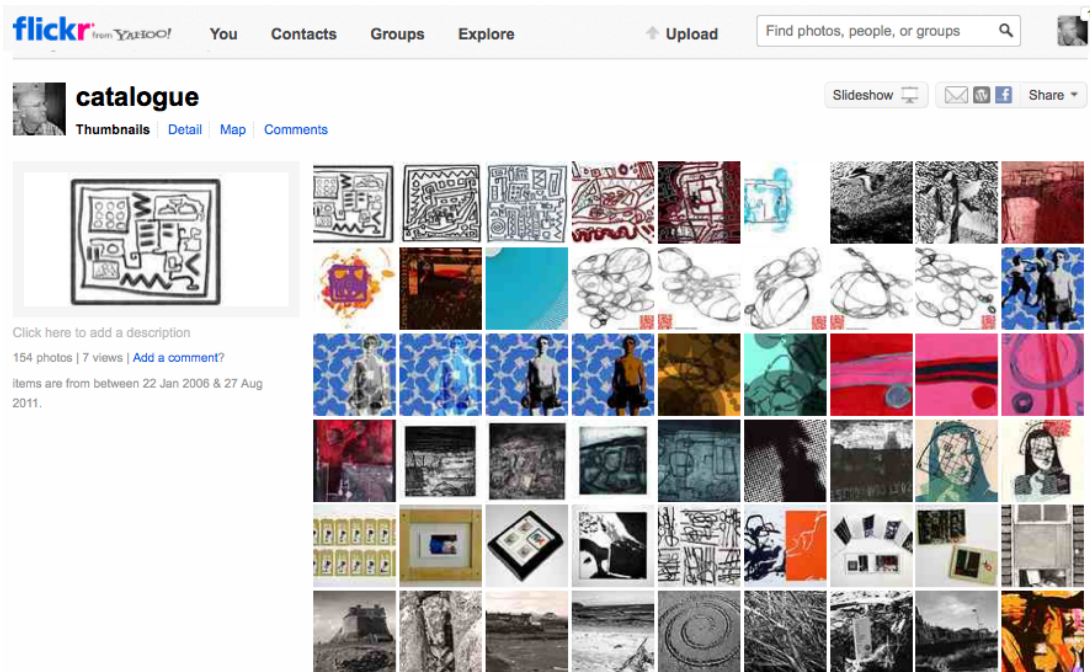 flickr from YAHOO!
You Contacts Groups Explore Upload Find photos, people, or groups
catalogue
Slideshow Share
Thumbnails Detail Map Comments
Click here to add a description
154 photos | 7 views | Add a comment?
items are from between 22 Jan 2006 & 27 Aug
2011.